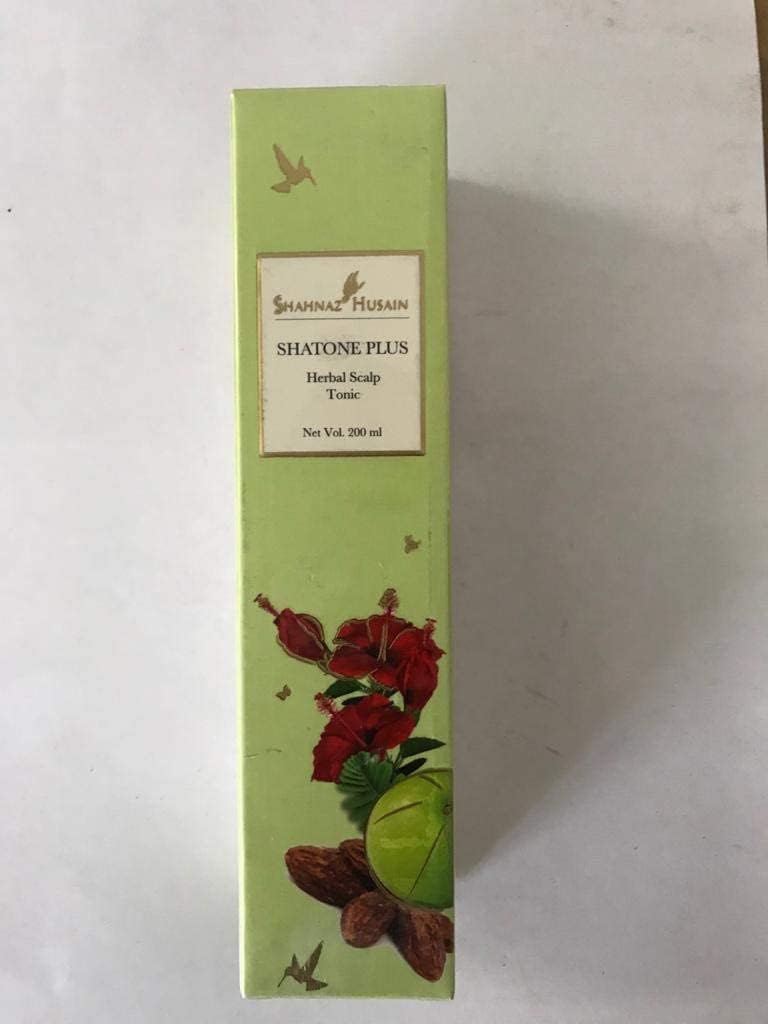 SHAHNAZ HUSAIN
SHATONE PLUS
Herbal Scalp
Tonic
Net Vol. 200 ml